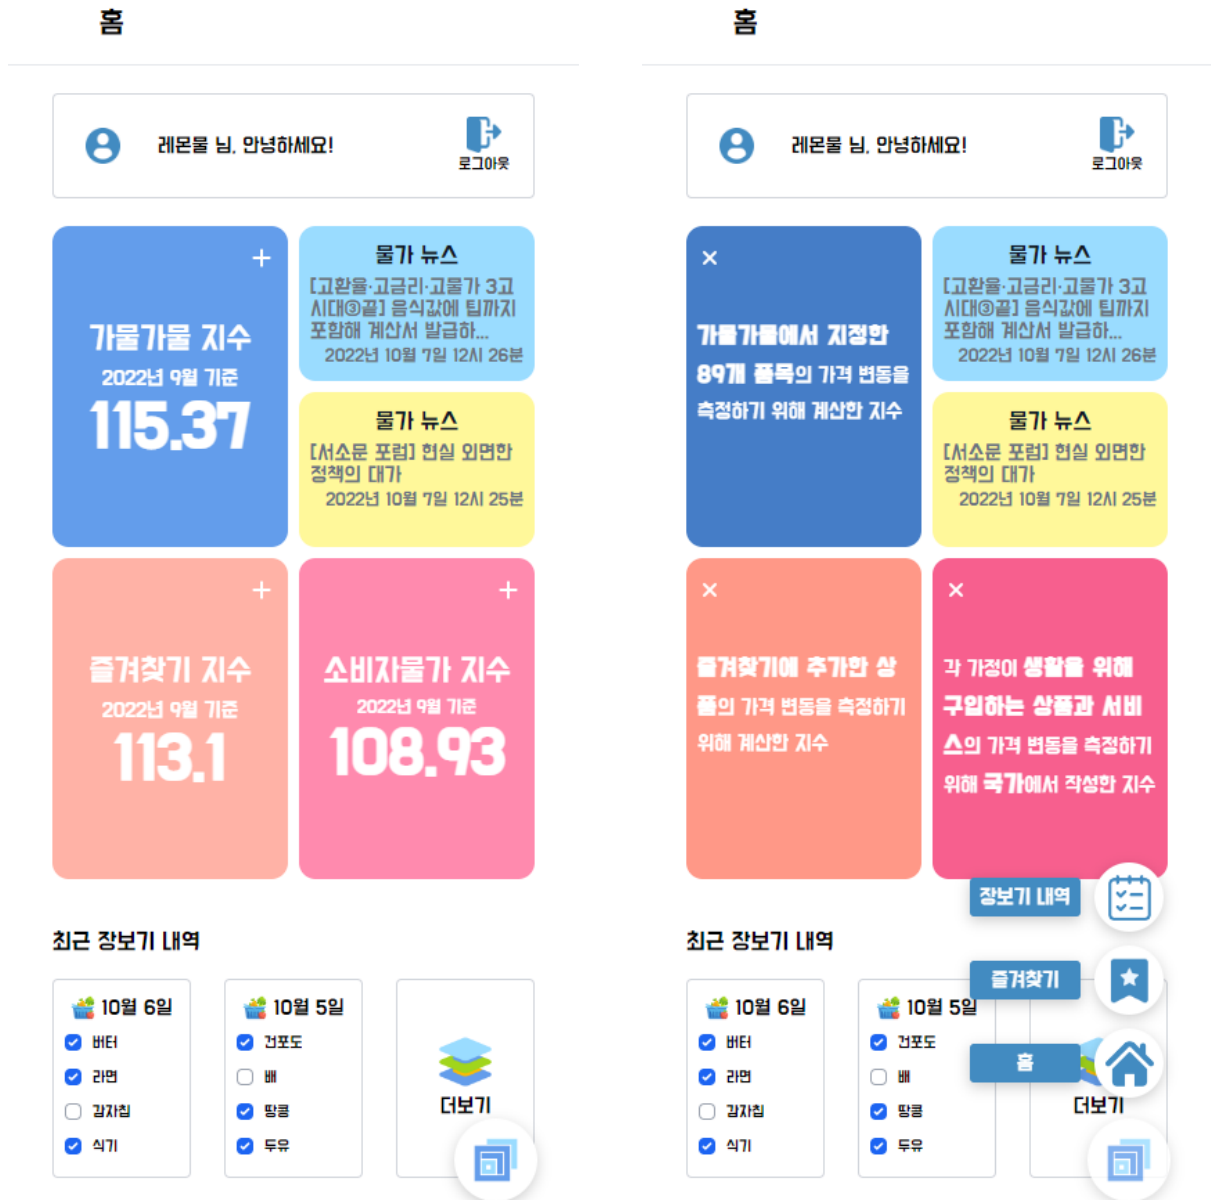 홈
레몬물 님, 안녕하세요!
로그아웃
가물가물 지수
2022년 9월 기준
115.37
물가 뉴스
[고환율·고금리·고물가 3고
시대③끝] 음식값에 팁까지
포함해 계산서 발급하...
2022년 10월 7일 12시 26분
물가 뉴스
[서소문 포럼] 현실 외면한
정책의 대가
2022년 10월 7일 12시 25분
즐겨찾기 지수
2022년 9월 기준
113.1
소비자물가 지수
2022년 9월 기준
108.93
최근 장보기 내역
10월 6일
버터
라면
감자칩
식기
10월 5일
건포도
배
땅콩
두유
더보기
홈
레몬물 님, 안녕하세요!
로그아웃
가물가물에서 지정한
89개 품목의 가격 변동을
측정하기 위해 계산한 지수
물가 뉴스
[고환율·고금리·고물가 3고
시대③끝] 음식값에 팁까지
포함해 계산서 발급하...
2022년 10월 7일 12시 26분
물가 뉴스
[서소문 포럼] 현실 외면한
정책의 대가
2022년 10월 7일 12시 25분
즐겨찾기에 추가한 상
품의 가격 변동을 측정하기
위해 계산한 지수
각 가정이 생활을 위해
구입하는 상품과 서비
스의 가격 변동을 측정하기
위해 국가에서 작성한 지수
장보기 내역
최근 장보기 내역
즐겨찾기
10월 6일
버터
라면
감자칩
식기
10월 5일
건포도
배
땅콩
두유
홈
더보기